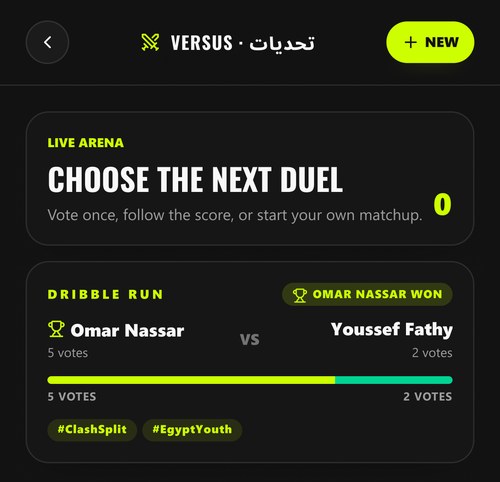 VERSUS · تحديات
+ NEW
LIVE ARENA
CHOOSE THE NEXT DUEL
Vote once, follow the score, or start your own matchup.
0
DRIBBLE RUN
OMAR NASSAR WON
Omar Nassar
VS
Youssef Fathy
5 votes
2 votes
5 VOTES
2 VOTES
#ClashSplit
#EgyptYouth